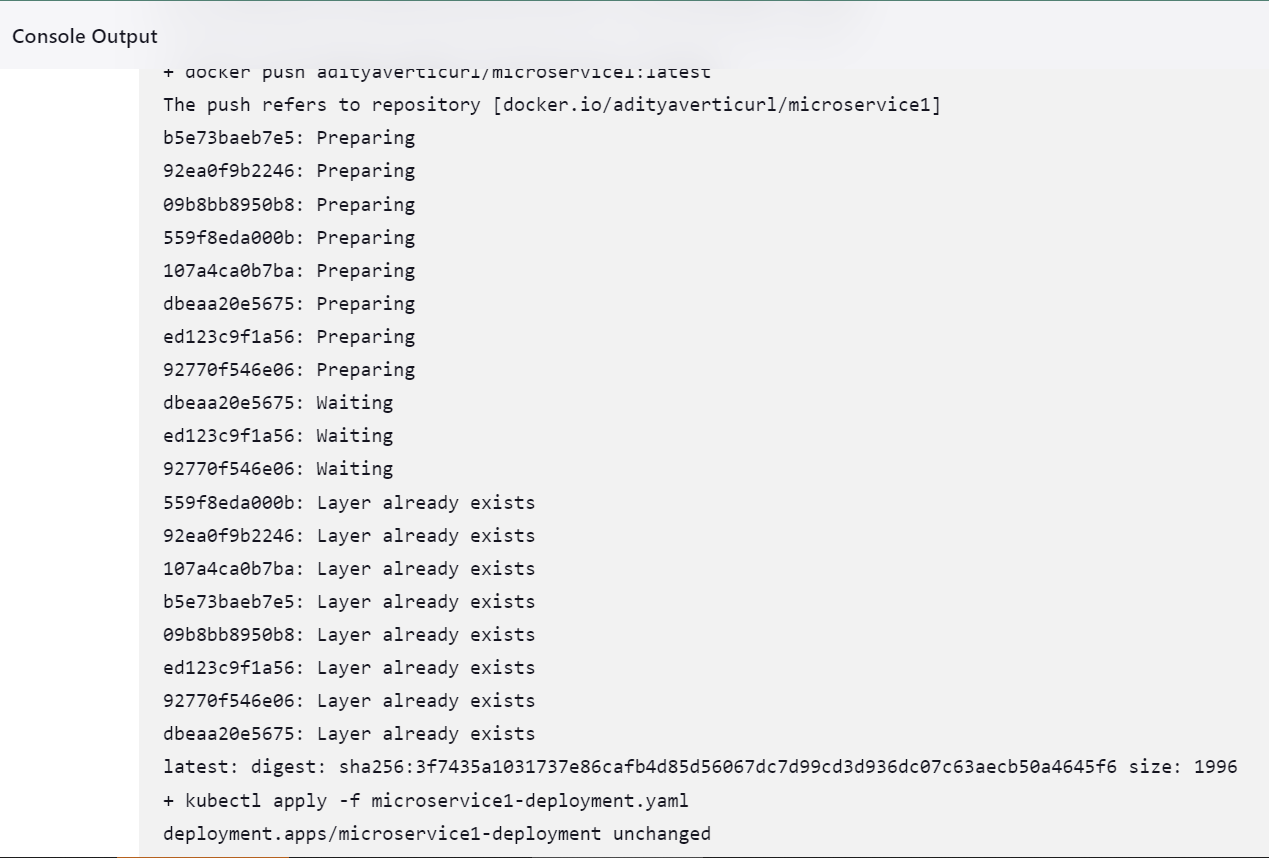 Console Output
+ docker push adityaverticurl/microservice1:latest
The push refers to repository [docker.io/adityaverticurl/microservice1]
b5e73baeb7e5: Preparing
92ea0f9b2246: Preparing
09b8bb8950b8: Preparing
559f8eda000b: Preparing
107a4ca0b7ba: Preparing
dbeaa20e5675: Preparing
ed123c9f1a56: Preparing
92770f546e06: Preparing
dbeaa20e5675: Waiting
ed123c9f1a56: Waiting
92770f546e06: Waiting
559f8eda000b: Layer already exists
92ea0f9b2246: Layer already exists
107a4ca0b7ba: Layer already exists
b5e73baeb7e5: Layer already exists
09b8bb8950b8: Layer already exists
ed123c9f1a56: Layer already exists
92770f546e06: Layer already exists
dbeaa20e5675: Layer already exists
latest: digest: sha256:3f7435a1031737e86cafb4d85d56067dc7d99cd3d936dc07c63aecb50a4645f6 size: 1996
+ kubectl apply -f microservice1-deployment.yaml
deployment.apps/microservice1-deployment unchanged